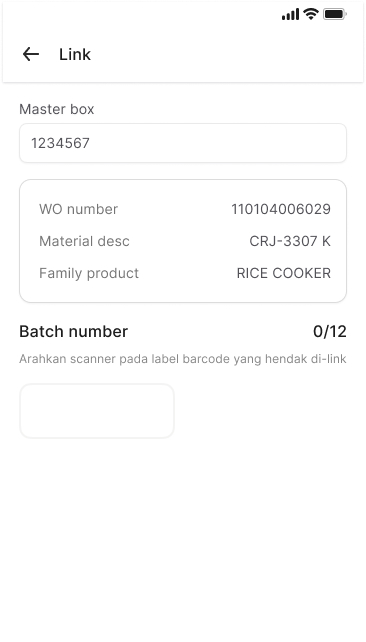 Link
Master box
1234567
WO number 110104006029
Material desc CRJ-3307 K
Family product RICE COOKER
Batch number 0/12
Arahkan scanner pada label barcode yang hendak di-link